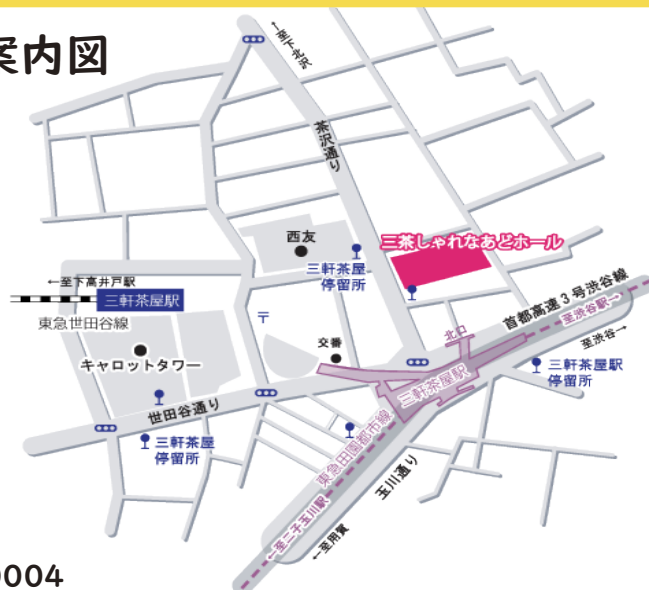 案内図
←至下北沢
茶沢通り
西友
三軒茶屋
停留所
三茶しゃれなあどホール
←至下高井戸駅
三軒茶屋駅
東急世田谷線
〒
交番
北口
首都高速3号渋谷線
至渋谷駅→
至渋谷→
キャロットタワー
三軒茶屋駅
三軒茶屋駅
停留所
世田谷通り
三軒茶屋
停留所
東急田園都市線
玉川通り
←至二子玉川駅
←至用賀
0004